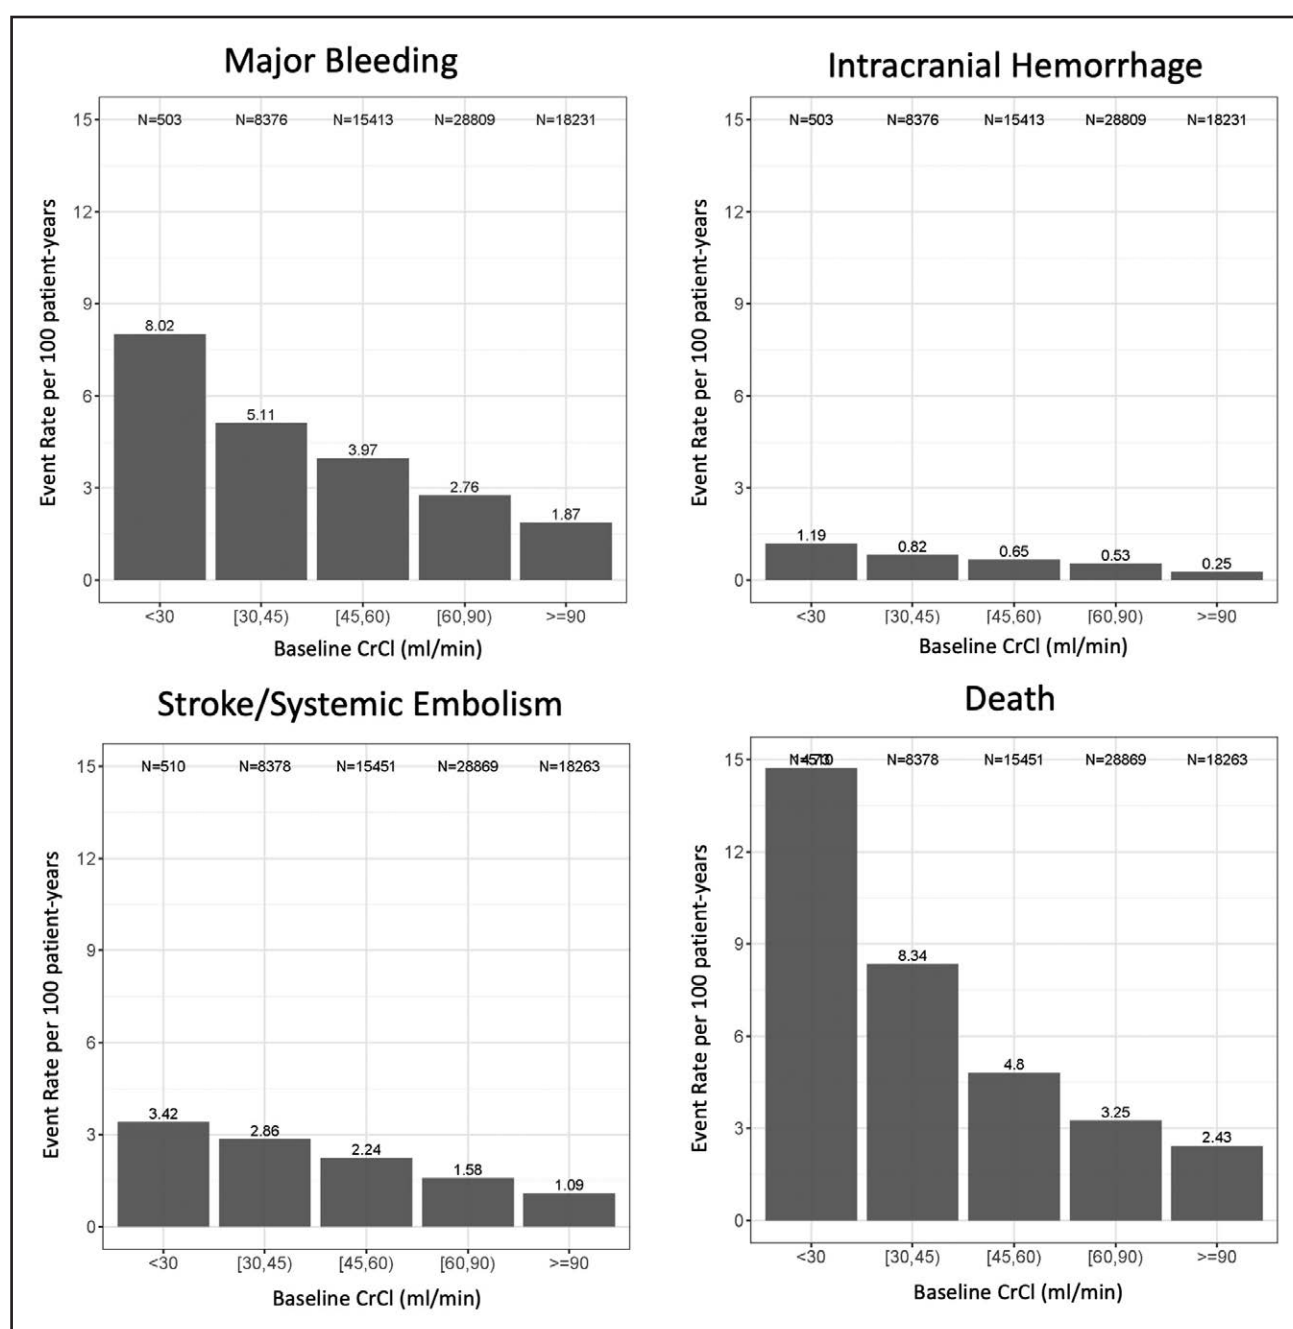 Major Bleeding
N=503 N=8376 N=15413 N=28809 N=18231
15
12
9
6
3
0
8.02
5.11
3.97
2.76
1.87
Event Rate per 100 patient-years
<30 [30,45) [45,60) [60,90) >=90
Baseline CrCl (ml/min)
Intracranial Hemorrhage
N=503 N=8376 N=15413 N=28809 N=18231
15
12
9
6
3
0
1.19
0.82
0.65
0.53
0.25
Event Rate per 100 patient-years
<30 [30,45) [45,60) [60,90) >=90
Baseline CrCl (ml/min)
Stroke/Systemic Embolism
N=510 N=8378 N=15451 N=28869 N=18263
15
12
9
6
3
0
3.42
2.86
2.24
1.58
1.09
Event Rate per 100 patient-years
<30 [30,45) [45,60) [60,90) >=90
Baseline CrCl (ml/min)
Death
N=8378 N=15451 N=28869 N=18263
15
12
9
6
3
0
8.34
4.8
3.25
2.43
Event Rate per 100 patient-years
<30 [30,45) [45,60) [60,90) >=90
Baseline CrCl (ml/min)